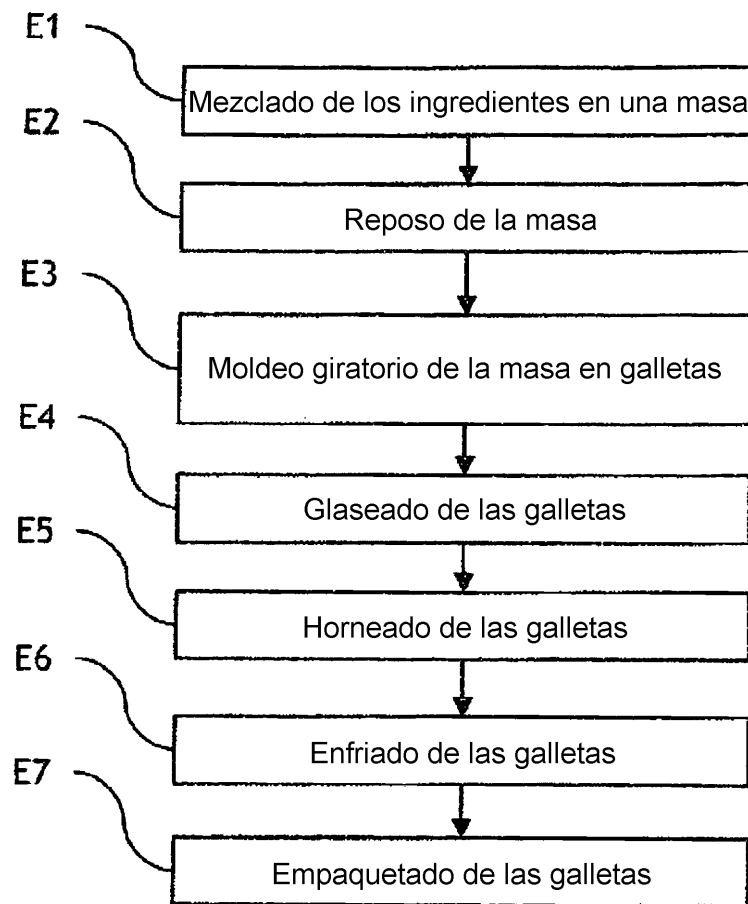 E1
Mezclado de los ingredientes en una masa
E2
Reposo de la masa
E3
Moldeo giratorio de la masa en galletas
E4
Glaseado de las galletas
E5
Horneado de las galletas
E6
Enfriado de las galletas
E7
Empaquetado de las galletas